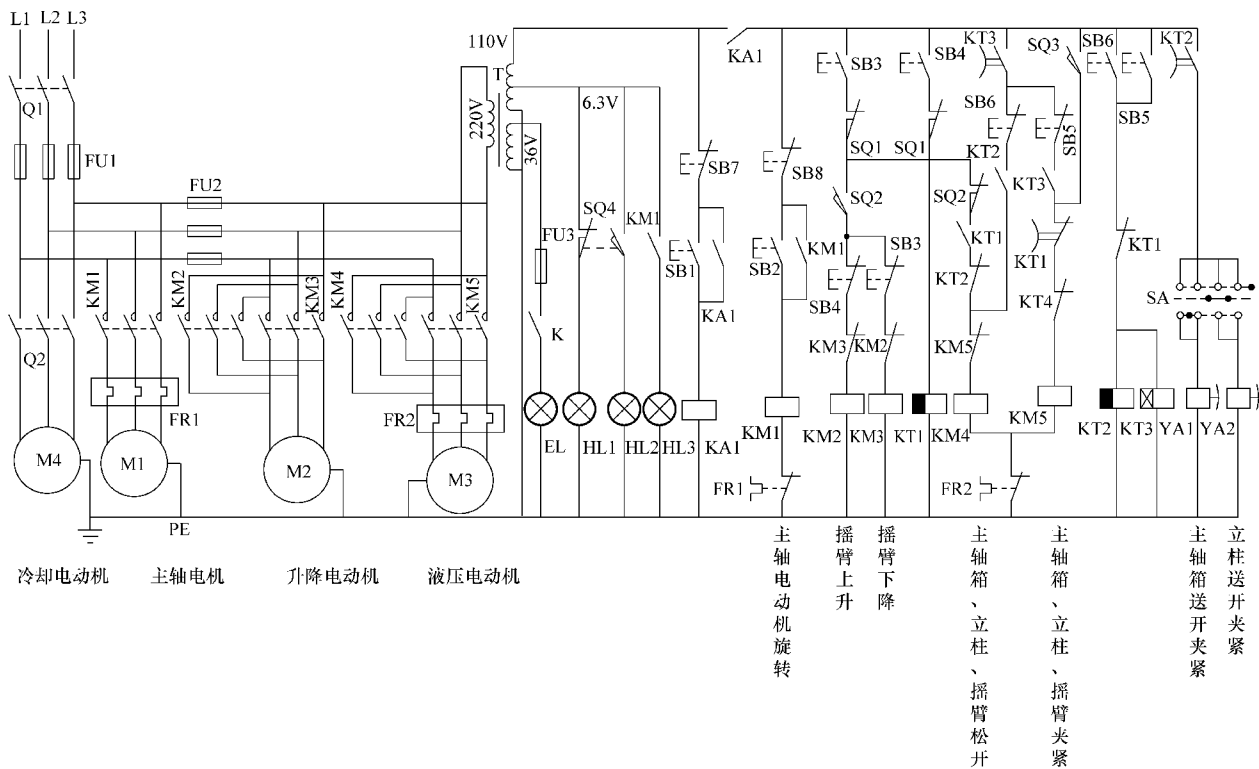 L1 L2 L3
110V
T
KA1
SB3
SB4
KT3
SQ3
SB6
KT2
Q1
220V
6.3V
36V
SB6
SB5
SB5
FU1
SQ1
SQ1
KT2
FU2
SB7
SB8
SQ2
SQ2
KT3
SQ4
KM1
FU3
KM1
SB3
KT1
KT1
KT1
SB1
SB2
KT2
SA
KM1
KM2
KM3
KM4
KM5
KA1
SB4
KT4
Q2
K
KM3
KM2
KM5
FR1
FR2
EL
HL1
HL2
HL3
KA1
KM1
KM2
KM3
KT1
KM4
KM5
KT2
KT3
YA1
YA2
M4
M1
M2
M3
FR1
FR2
PE
冷却电动机
主轴电机
升降电动机
液压电动机
主轴电动机旋转
摇臂上升
摇臂下降
主轴箱、立柱、摇臂松开
主轴箱、立柱、摇臂夹紧
主轴箱送开夹紧
立柱送开夹紧